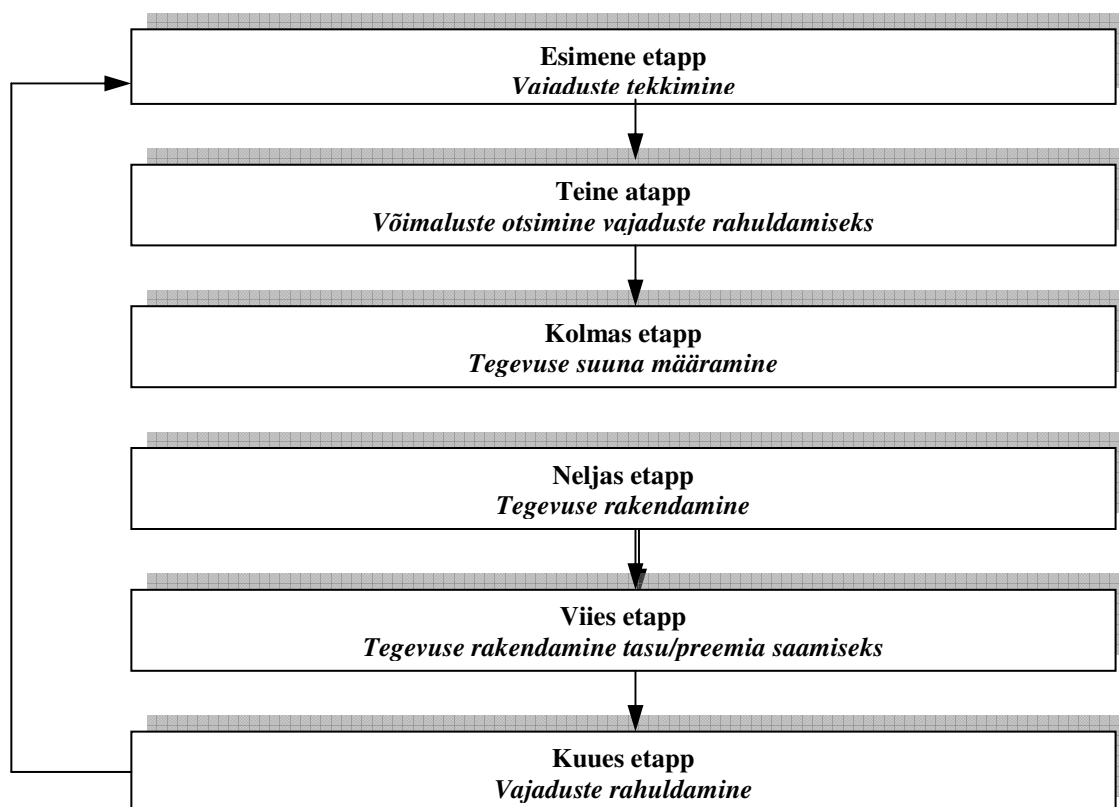 Esimene etapp
Vajaduste tekkimine
Teine atapp
Võimaluste otsimine vajaduste rahuldamiseks
Kolmas etapp
Tegevuse suuna määramine
Neljas etapp
Tegevuse rakendamine
Viies etapp
Tegevuse rakendamine tasu/preemia saamiseks
Kuues etapp
Vajaduste rahuldamine